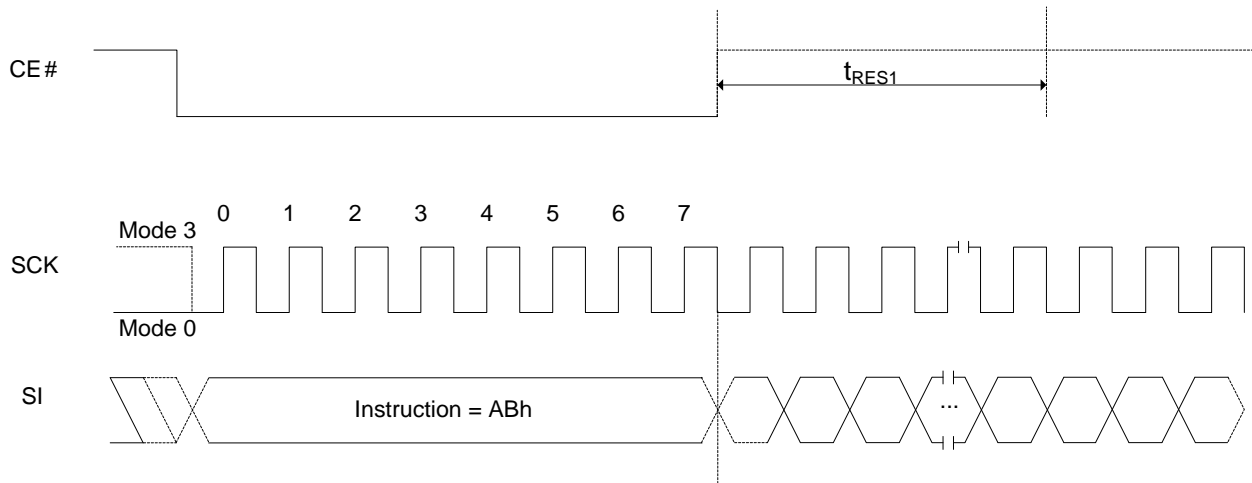 CE#
tRES1
0 1 2 3 4 5 6 7
Mode 3
SCK
Mode 0
SI
Instruction = ABh
...